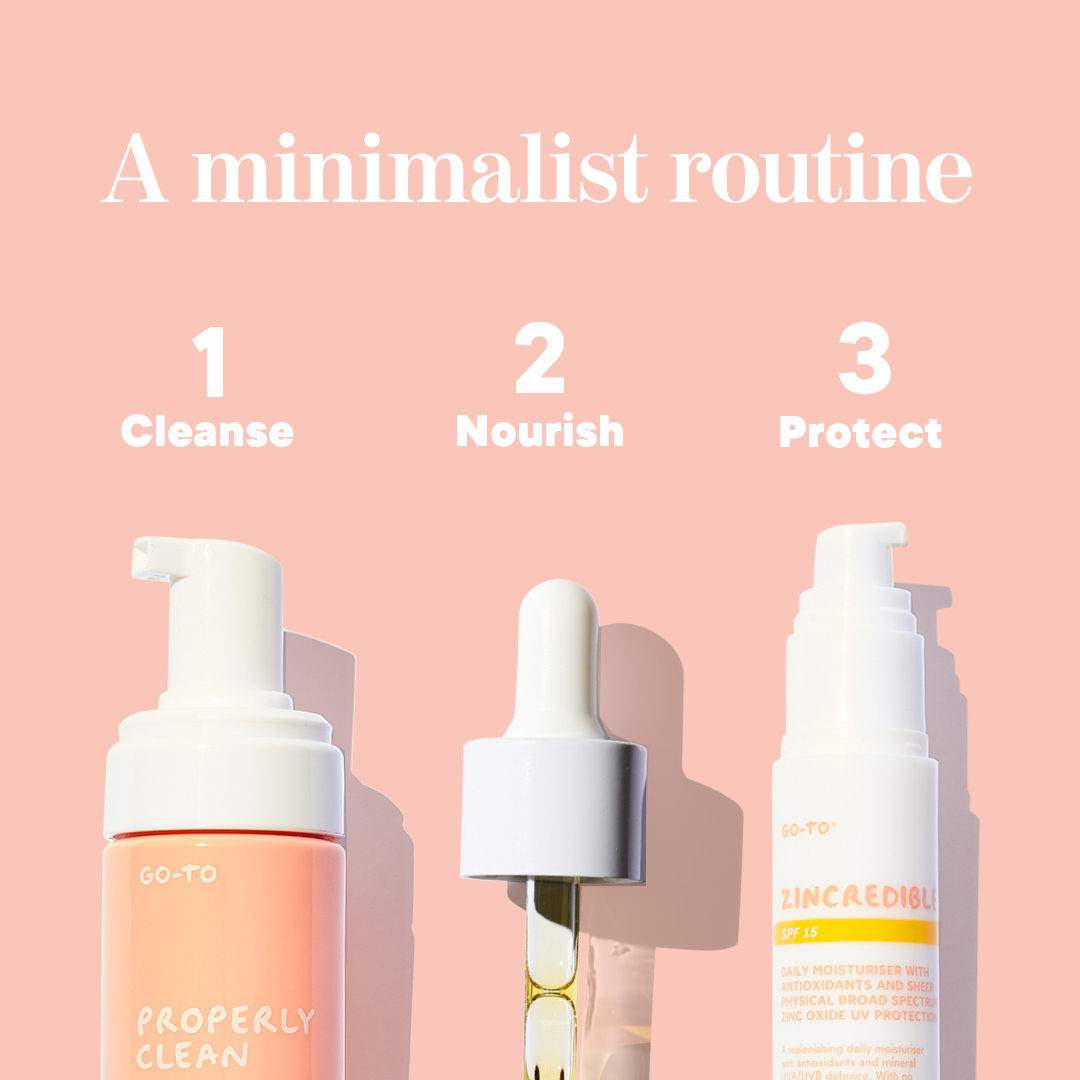 A minimalist routine
1
Cleanse
2
Nourish
3
Protect
GO-TO
PROPERLY
CLEAN
GO-TO
ZINCREDIBLE
SPF 15
DAILY MOISTURISER WITH
ANTIOXIDANTS AND SHEER
PHYSICAL BROAD SPECTRUM
ZINC OXIDE UV PROTECTION
A replenishing daily moisturiser
with antioxidants and mineral
UVA/UVB defence. With no